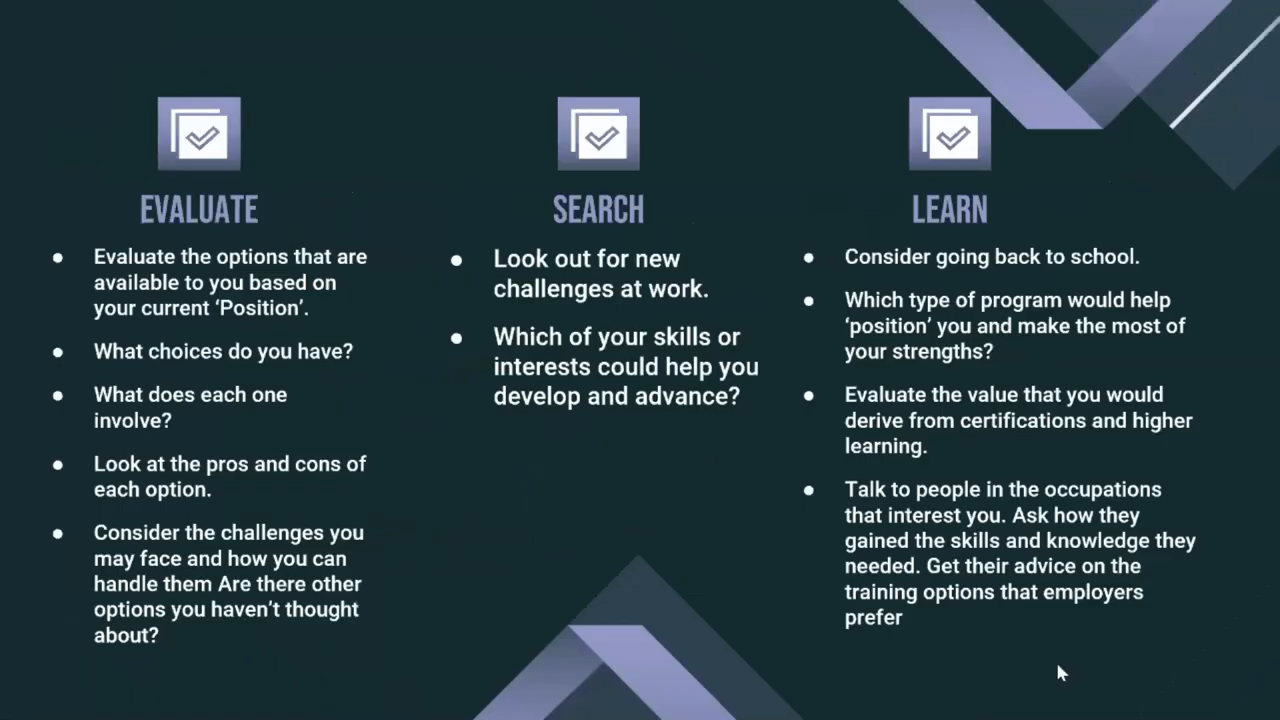 EVALUATE
● Evaluate the options that are
available to you based on
your current ‘Position’.
● What choices do you have?
● What does each one
involve?
● Look at the pros and cons of
each option.
● Consider the challenges you
may face and how you can
handle them Are there other
options you haven’t thought
about?
SEARCH
● Look out for new
challenges at work.
● Which of your skills or
interests could help you
develop and advance?
LEARN
● Consider going back to school.
● Which type of program would help
‘position’ you and make the most of
your strengths?
● Evaluate the value that you would
derive from certifications and higher
learning.
● Talk to people in the occupations
that interest you. Ask how they
gained the skills and knowledge they
needed. Get their advice on the
training options that employers
prefer